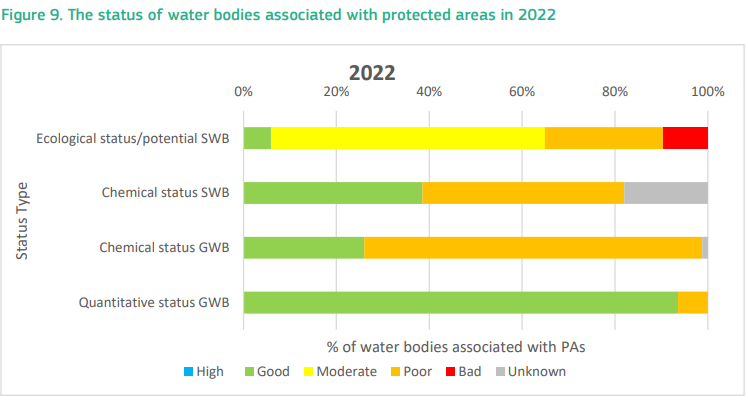 Figure 9. The status of water bodies associated with protected areas in 2022
2022
0% 20% 40% 60% 80% 100%
Ecological status/potential SWB
Chemical status SWB
Chemical status GWB
Quantitative status GWB
Status Type
% of water bodies associated with PAs
High Good Moderate Poor Bad Unknown